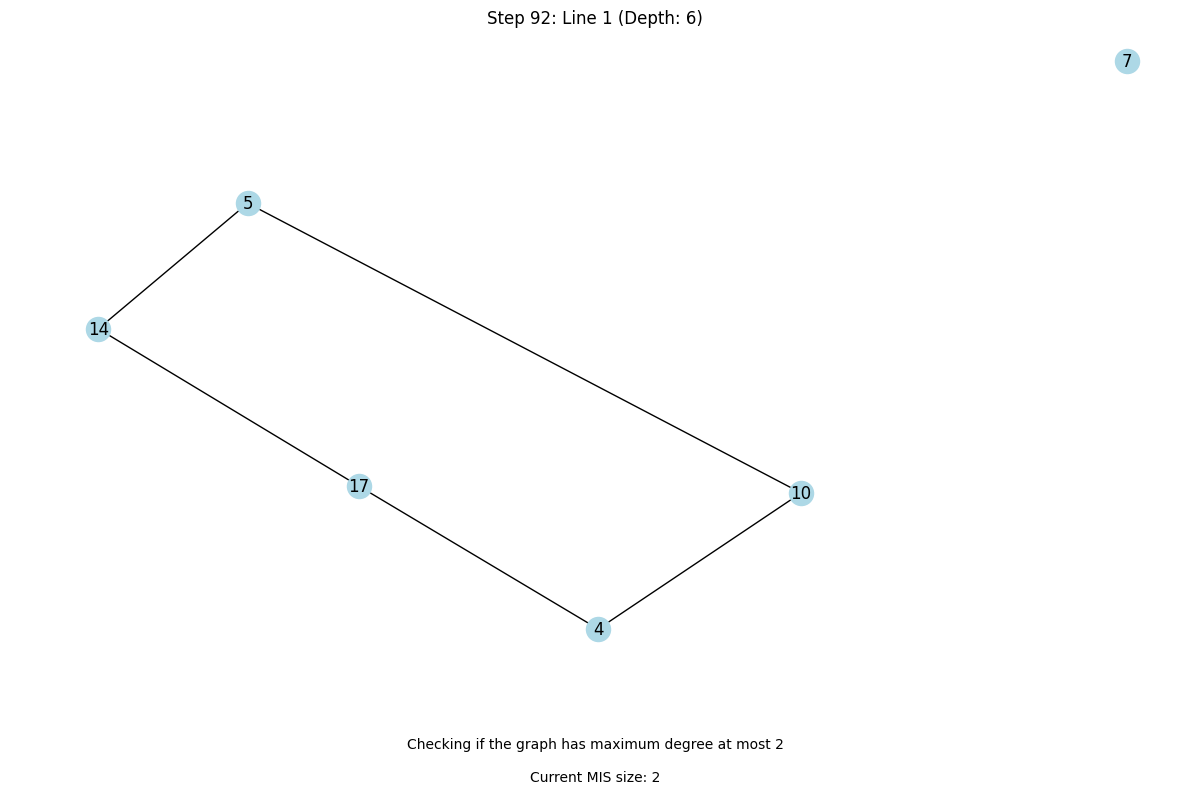 Step 92: Line 1 (Depth: 6)
7
5
14
17
10
4
Checking if the graph has maximum degree at most 2
Current MIS size: 2